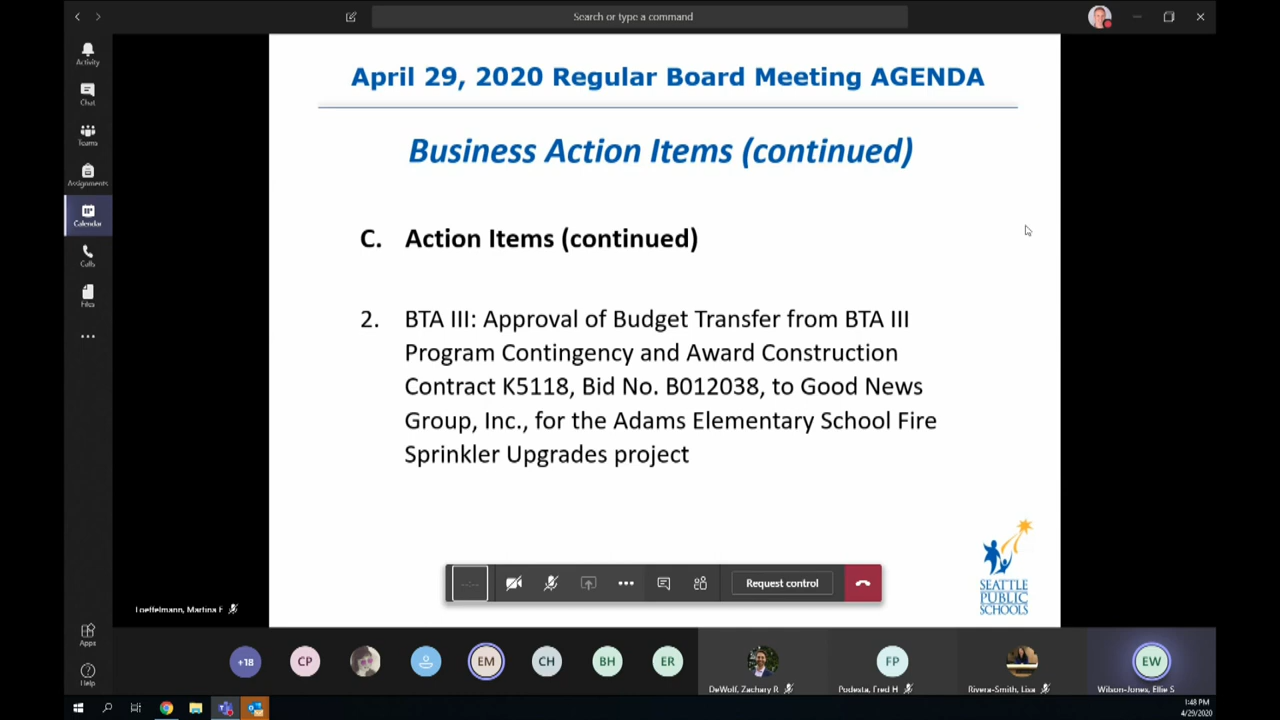 Search or type a command
Activity
Chat
Teams
Assignments
Calendar
Calls
Files
Apps
Help
April 29, 2020 Regular Board Meeting AGENDA
Business Action Items (continued)
C. Action Items (continued)
2. BTA III: Approval of Budget Transfer from BTA III
Program Contingency and Award Construction
Contract K5118, Bid No. B012038, to Good News
Group, Inc., for the Adams Elementary School Fire
Sprinkler Upgrades project
SEATTLE
PUBLIC
SCHOOLS
Request control
Loeffelmann, Martina F
+18
CP
EM
CH
BH
ER
FP
EW
DeWolf, Zachary R
Podesta, Fred H
Rivera-Smith, Lisa
Wilson-Jones, Ellie S
1:48 PM
4/29/2020